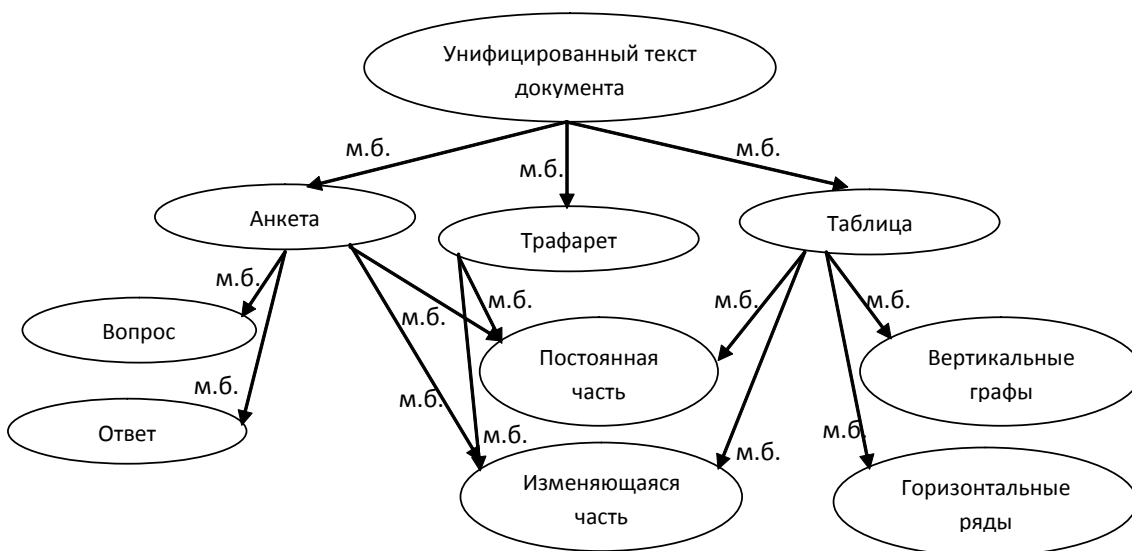 Унифицированный текст
документа
м.б.
м.б.
м.б.
Анкета
Трафарет
Таблица
м.б.
м.б.
м.б.
м.б.
м.б.
Вопрос
Постоянная
часть
Вертикальные
графы
м.б.
м.б.
м.б.
м.б.
м.б.
Ответ
Изменяющаяся
часть
Горизонтальные
ряды